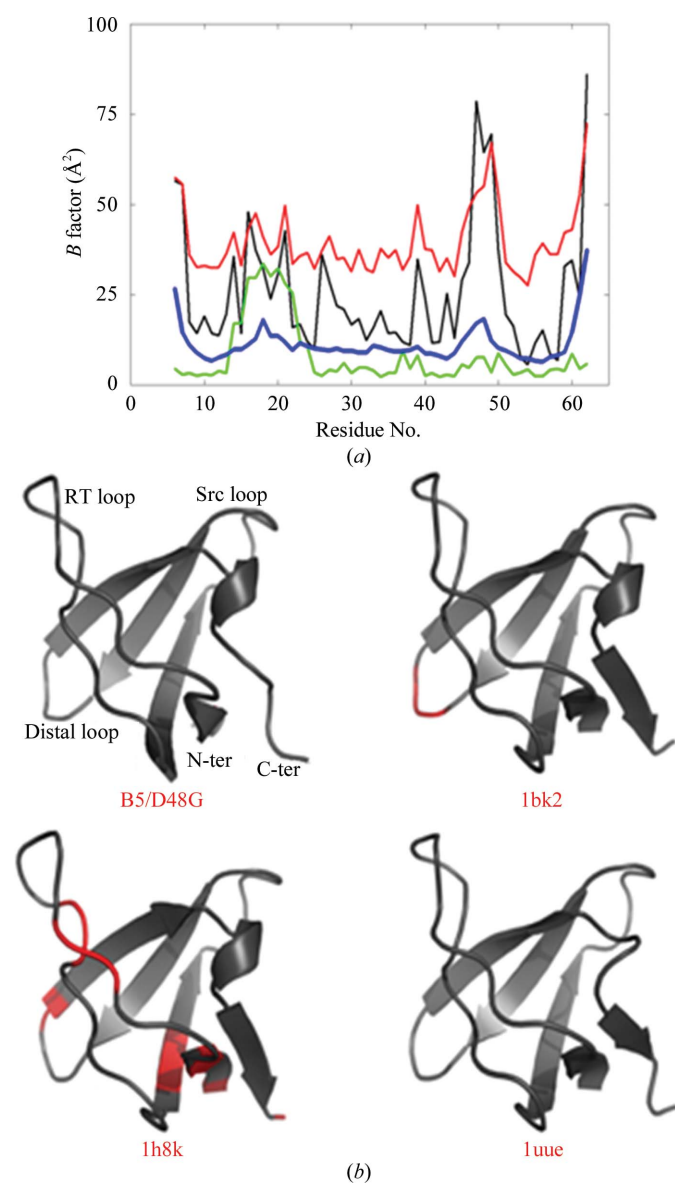 100
75
50
25
0
B factor (Å²)
0 10 20 30 40 50 60
Residue No.
(a)
RT loop
Src loop
Distal loop
N-ter
C-ter
B5/D48G
1bk2
1h8k
1uue
(b)